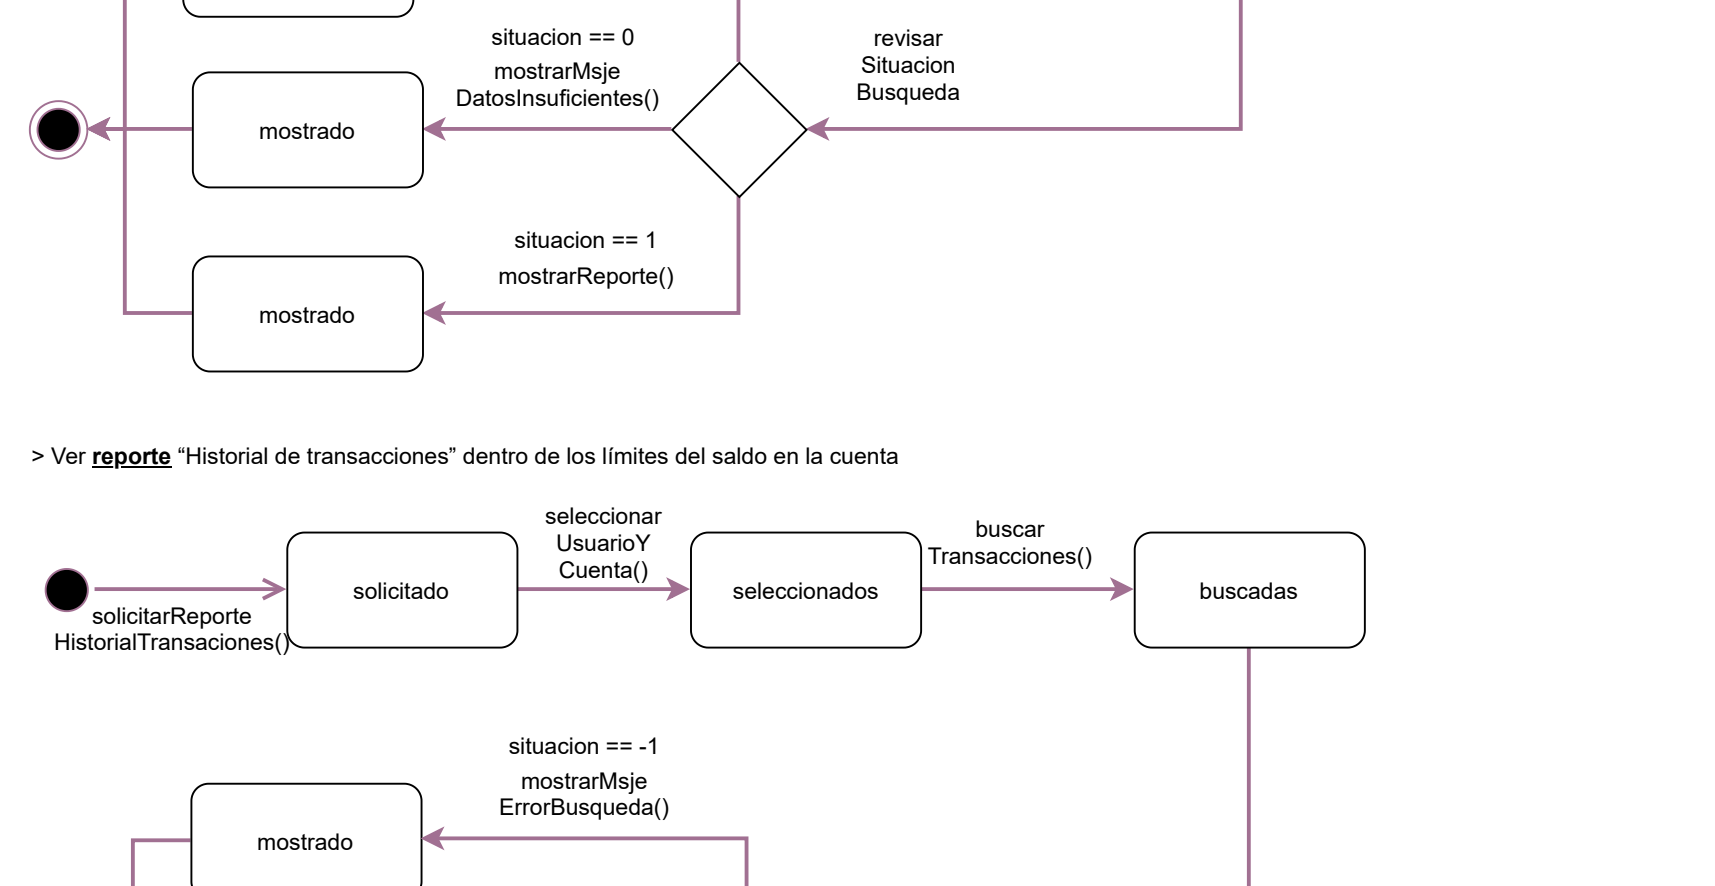 situacion == 0
mostrarMsje
DatosInsuficientes()
revisar
Situacion
Busqueda
mostrado
situacion == 1
mostrarReporte()
mostrado
> Ver reporte “Historial de transacciones” dentro de los límites del saldo en la cuenta
solicitarReporte
HistorialTransaciones()
solicitado
seleccionar
UsuarioY
Cuenta()
seleccionados
buscar
Transacciones()
buscadas
situacion == -1
mostrarMsje
ErrorBusqueda()
mostrado